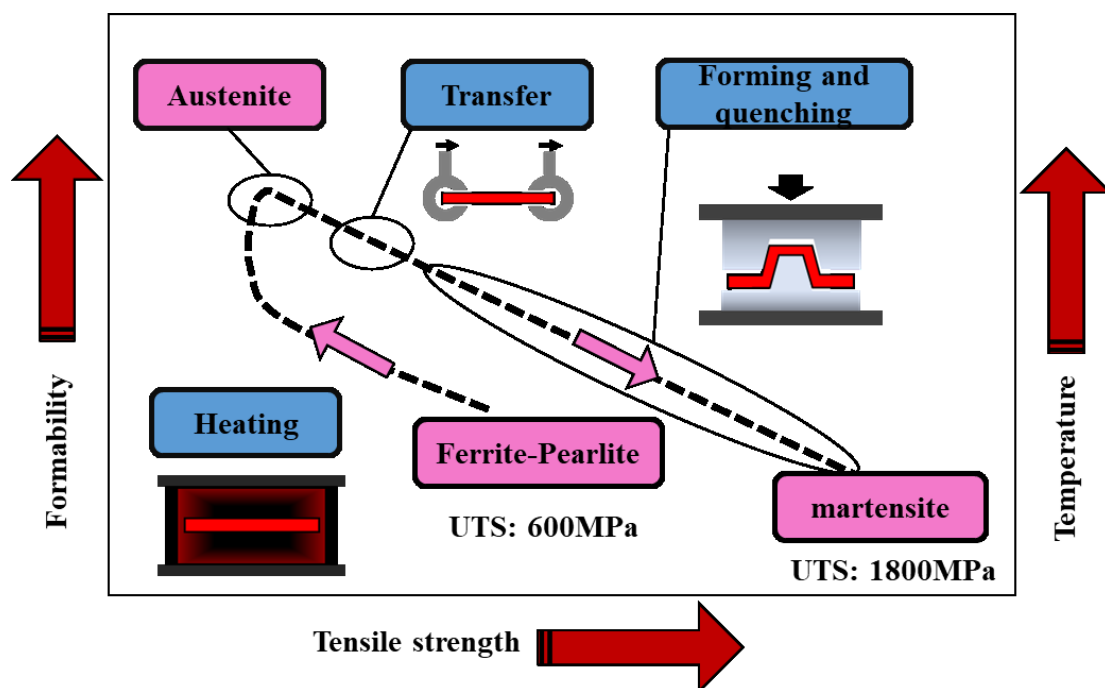 Austenite
Transfer
Forming and
quenching
Formability
Temperature
Heating
Ferrite-Pearlite
UTS: 600MPa
martensite
UTS: 1800MPa
Tensile strength